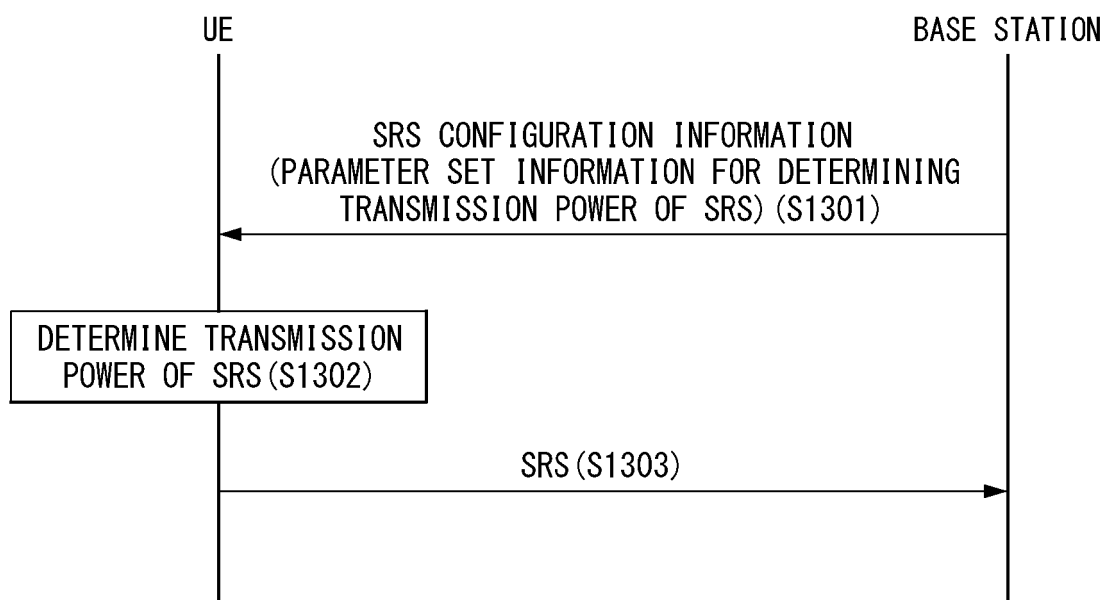 UE
BASE STATION
SRS CONFIGURATION INFORMATION
(PARAMETER SET INFORMATION FOR DETERMINING
TRANSMISSION POWER OF SRS) (S1301)
DETERMINE TRANSMISSION
POWER OF SRS(S1302)
SRS(S1303)